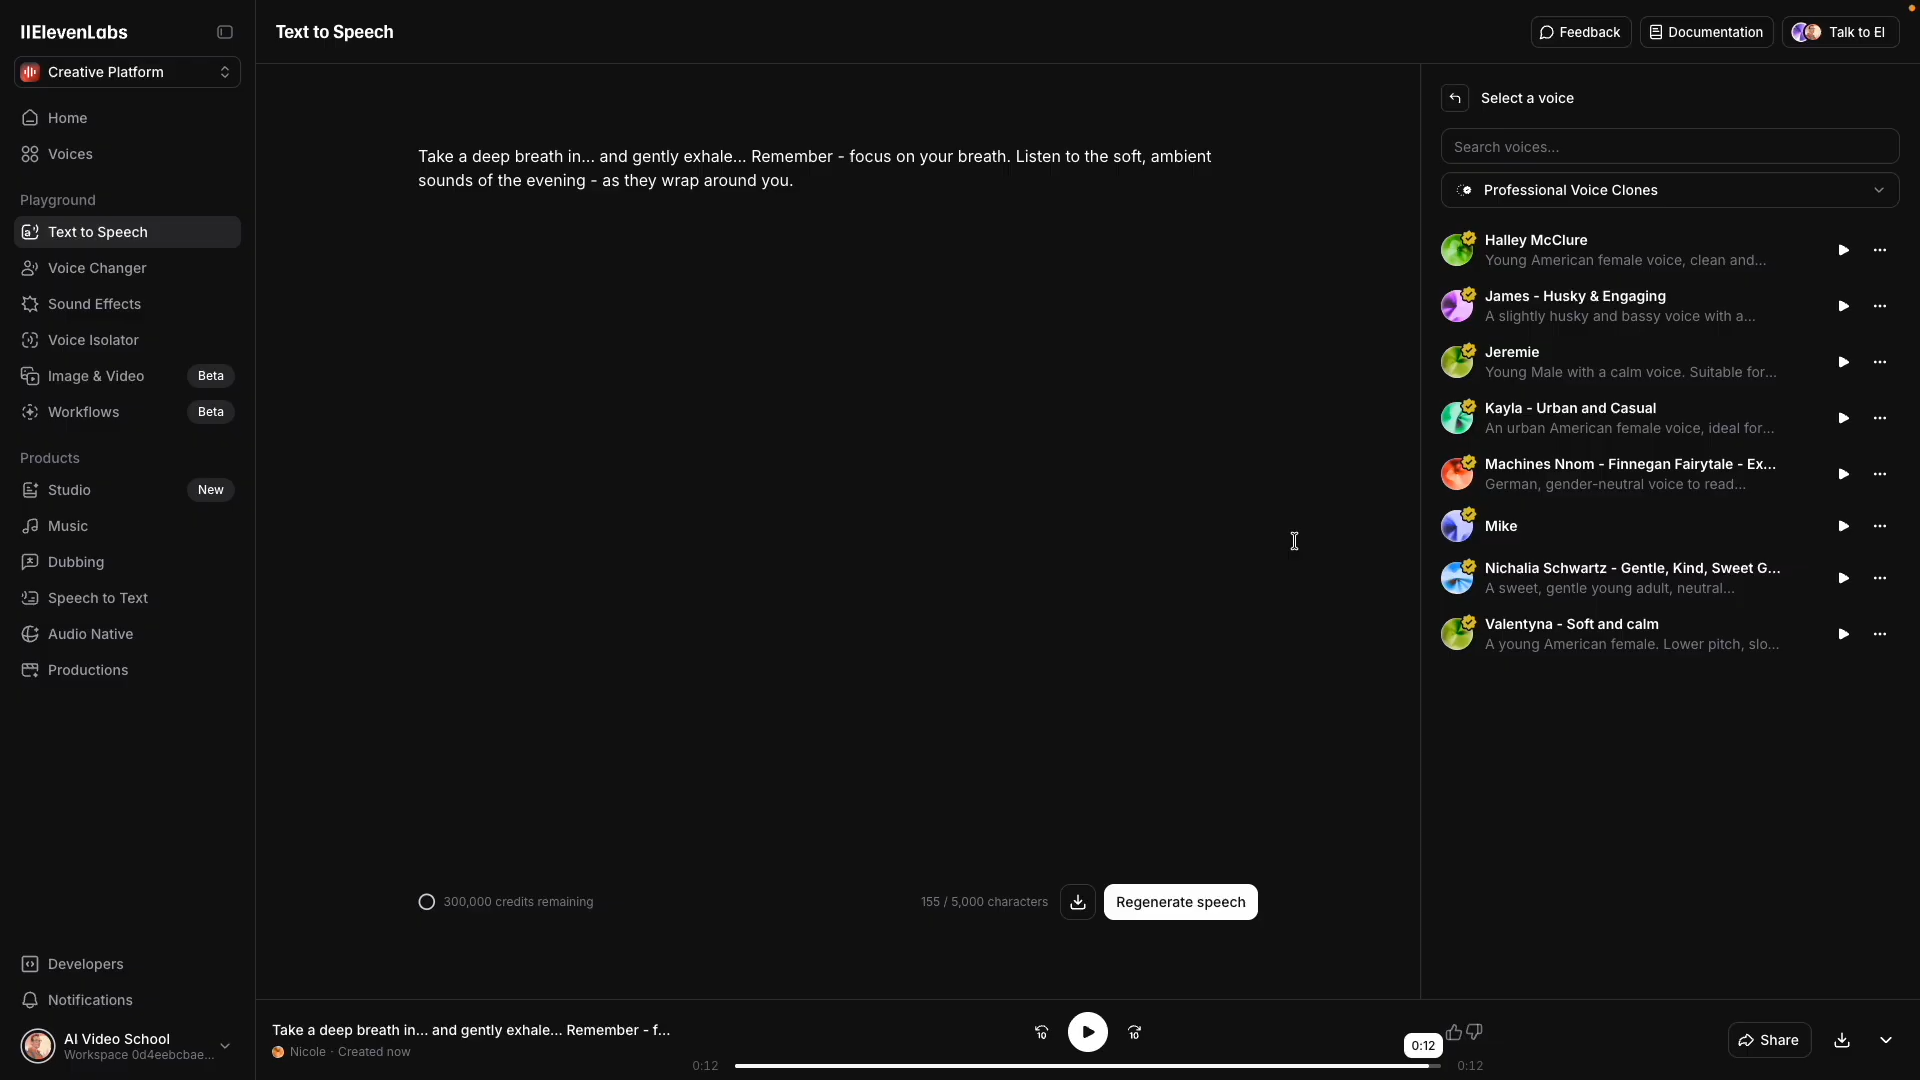 IIElevenLabs
Creative Platform
Home
Voices
Playground
Text to Speech
Voice Changer
Sound Effects
Voice Isolator
Image & Video Beta
Workflows Beta
Products
Studio New
Music
Dubbing
Speech to Text
Audio Native
Productions
Developers
Notifications
AI Video School
Workspace 0d4eebcbae...
Text to Speech
Feedback
Documentation
Talk to El
Take a deep breath in... and gently exhale... Remember - focus on your breath. Listen to the soft, ambient
sounds of the evening - as they wrap around you.
300,000 credits remaining
155 / 5,000 characters
Regenerate speech
Select a voice
Search voices...
Professional Voice Clones
Halley McClure
Young American female voice, clean and...
James - Husky & Engaging
A slightly husky and bassy voice with a...
Jeremie
Young Male with a calm voice. Suitable for...
Kayla - Urban and Casual
An urban American female voice, ideal for...
Machines Nnom - Finnegan Fairytale - Ex...
German, gender-neutral voice to read...
Mike
Nichalia Schwartz - Gentle, Kind, Sweet G...
A sweet, gentle young adult, neutral...
Valentyna - Soft and calm
A young American female. Lower pitch, slo...
Take a deep breath in... and gently exhale... Remember - f...
Nicole · Created now
10
10
0:12
0:12
0:12
Share